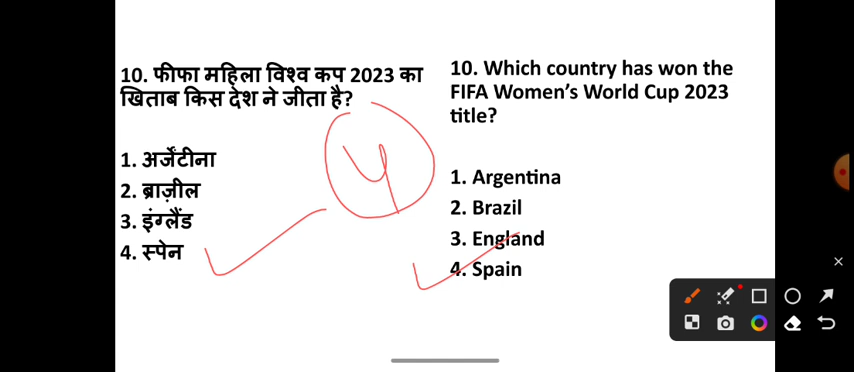 10. फीफा महिला विश्व कप 2023 का
खिताब किस देश ने जीता है?
1. अर्जेंटीना
2. ब्राज़ील
3. इंग्लैंड
4. स्पेन
4
10. Which country has won the
FIFA Women’s World Cup 2023
title?
1. Argentina
2. Brazil
3. England
4. Spain